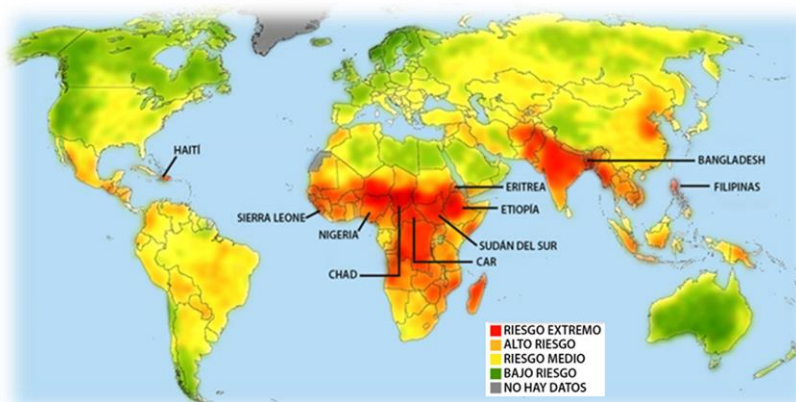 HAITÍ
BANGLADESH
ERITREA
FILIPINAS
ETIOPÍA
SIERRA LEONE
NIGERIA
SUDÁN DEL SUR
CAR
CHAD
RIESGO EXTREMO
ALTO RIESGO
RIESGO MEDIO
BAJO RIESGO
NO HAY DATOS